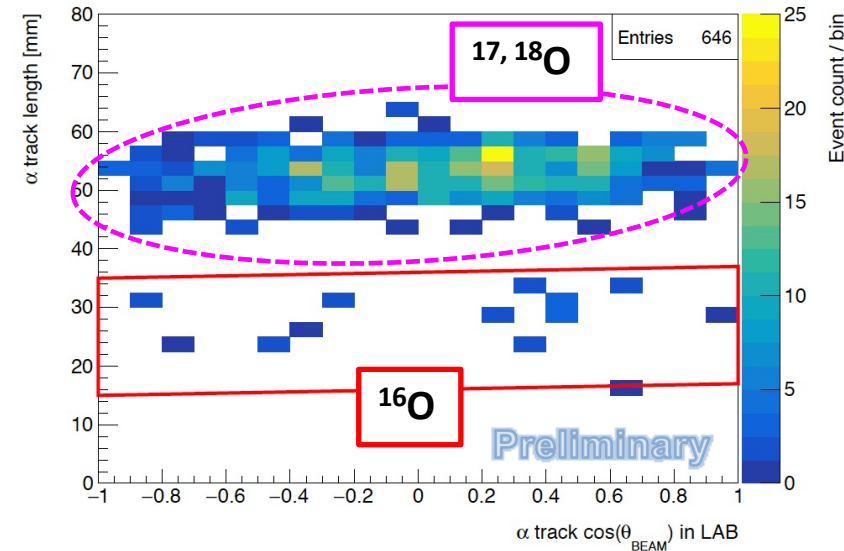 α track length [mm]
80
70
60
50
40
30
20
10
0
Entries 646
17, 18O
16O
Preliminary
−1 −0.8 −0.6 −0.4 −0.2 0 0.2 0.4 0.6 0.8 1
α track cos(θBEAM) in LAB
25
20
15
10
5
0
Event count / bin